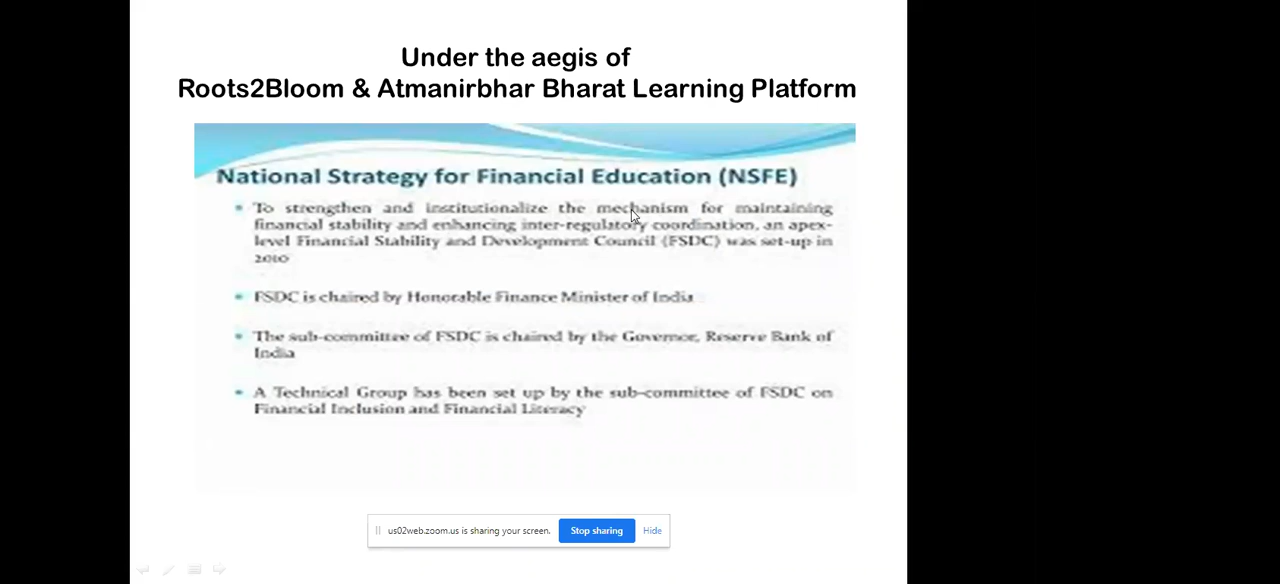 Under the aegis of
Roots2Bloom & Atmanirbhar Bharat Learning Platform
National Strategy for Financial Education (NSFE)
• To strengthen and institutionalize the mechanism for maintaining
financial stability and enhancing inter-regulatory coordination, an apex-
level Financial Stability and Development Council (FSDC) was set-up in
2010
• FSDC is chaired by Honorable Finance Minister of India
• The sub-committee of FSDC is chaired by the Governor, Reserve Bank of
India
• A Technical Group has been set up by the sub-committee of FSDC on
Financial Inclusion and Financial Literacy
us02web.zoom.us is sharing your screen. Stop sharing Hide